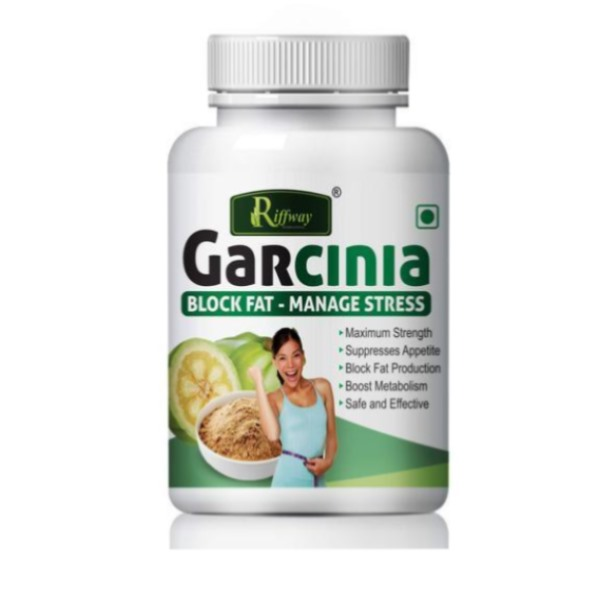 Riffway
®
GARCINIA
BLOCK FAT - MANAGE STRESS
Maximum Strength
Suppresses Appetite
Block Fat Production
Boost Metabolism
Safe and Effective